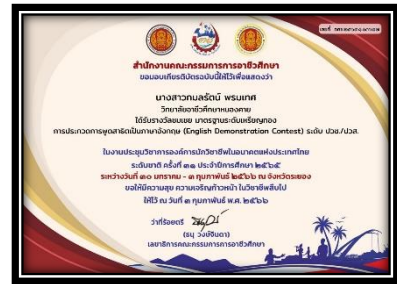 สำนักงานคณะกรรมการการอาชีวศึกษา
ขอมอบเกียรติบัตรฉบับนี้ให้ไว้เพื่อแสดงว่า
นางสาวกมลรัตน์ พรมเทศ
วิทยาลัยอาชีวศึกษาหนองคาย
ได้รับรางวัลชมเชย มาตรฐานระดับเหรียญทอง
การประกวดการพูดสาธิตเป็นภาษาอังกฤษ (English Demonstration Contest) ระดับ ปวช./ปวส.
ในงานประชุมวิชาการองค์การนักวิชาชีพในอนาคตแห่งประเทศไทย
ระดับชาติ ครั้งที่ ๓๑ ประจำปีการศึกษา ๒๕๖๕
ระหว่างวันที่ ๓๐ มกราคม - ๓ กุมภาพันธ์ ๒๕๖๖ ณ จังหวัดระยอง
ขอให้มีความสุข ความเจริญก้าวหน้า ในวิชาชีพสืบไป
ให้ไว้ ณ วันที่ ๓ กุมภาพันธ์ พ.ศ. ๒๕๖๖
ว่าที่ร้อยตรี
(ธนุ วงษ์จินดา)
เลขาธิการคณะกรรมการการอาชีวศึกษา